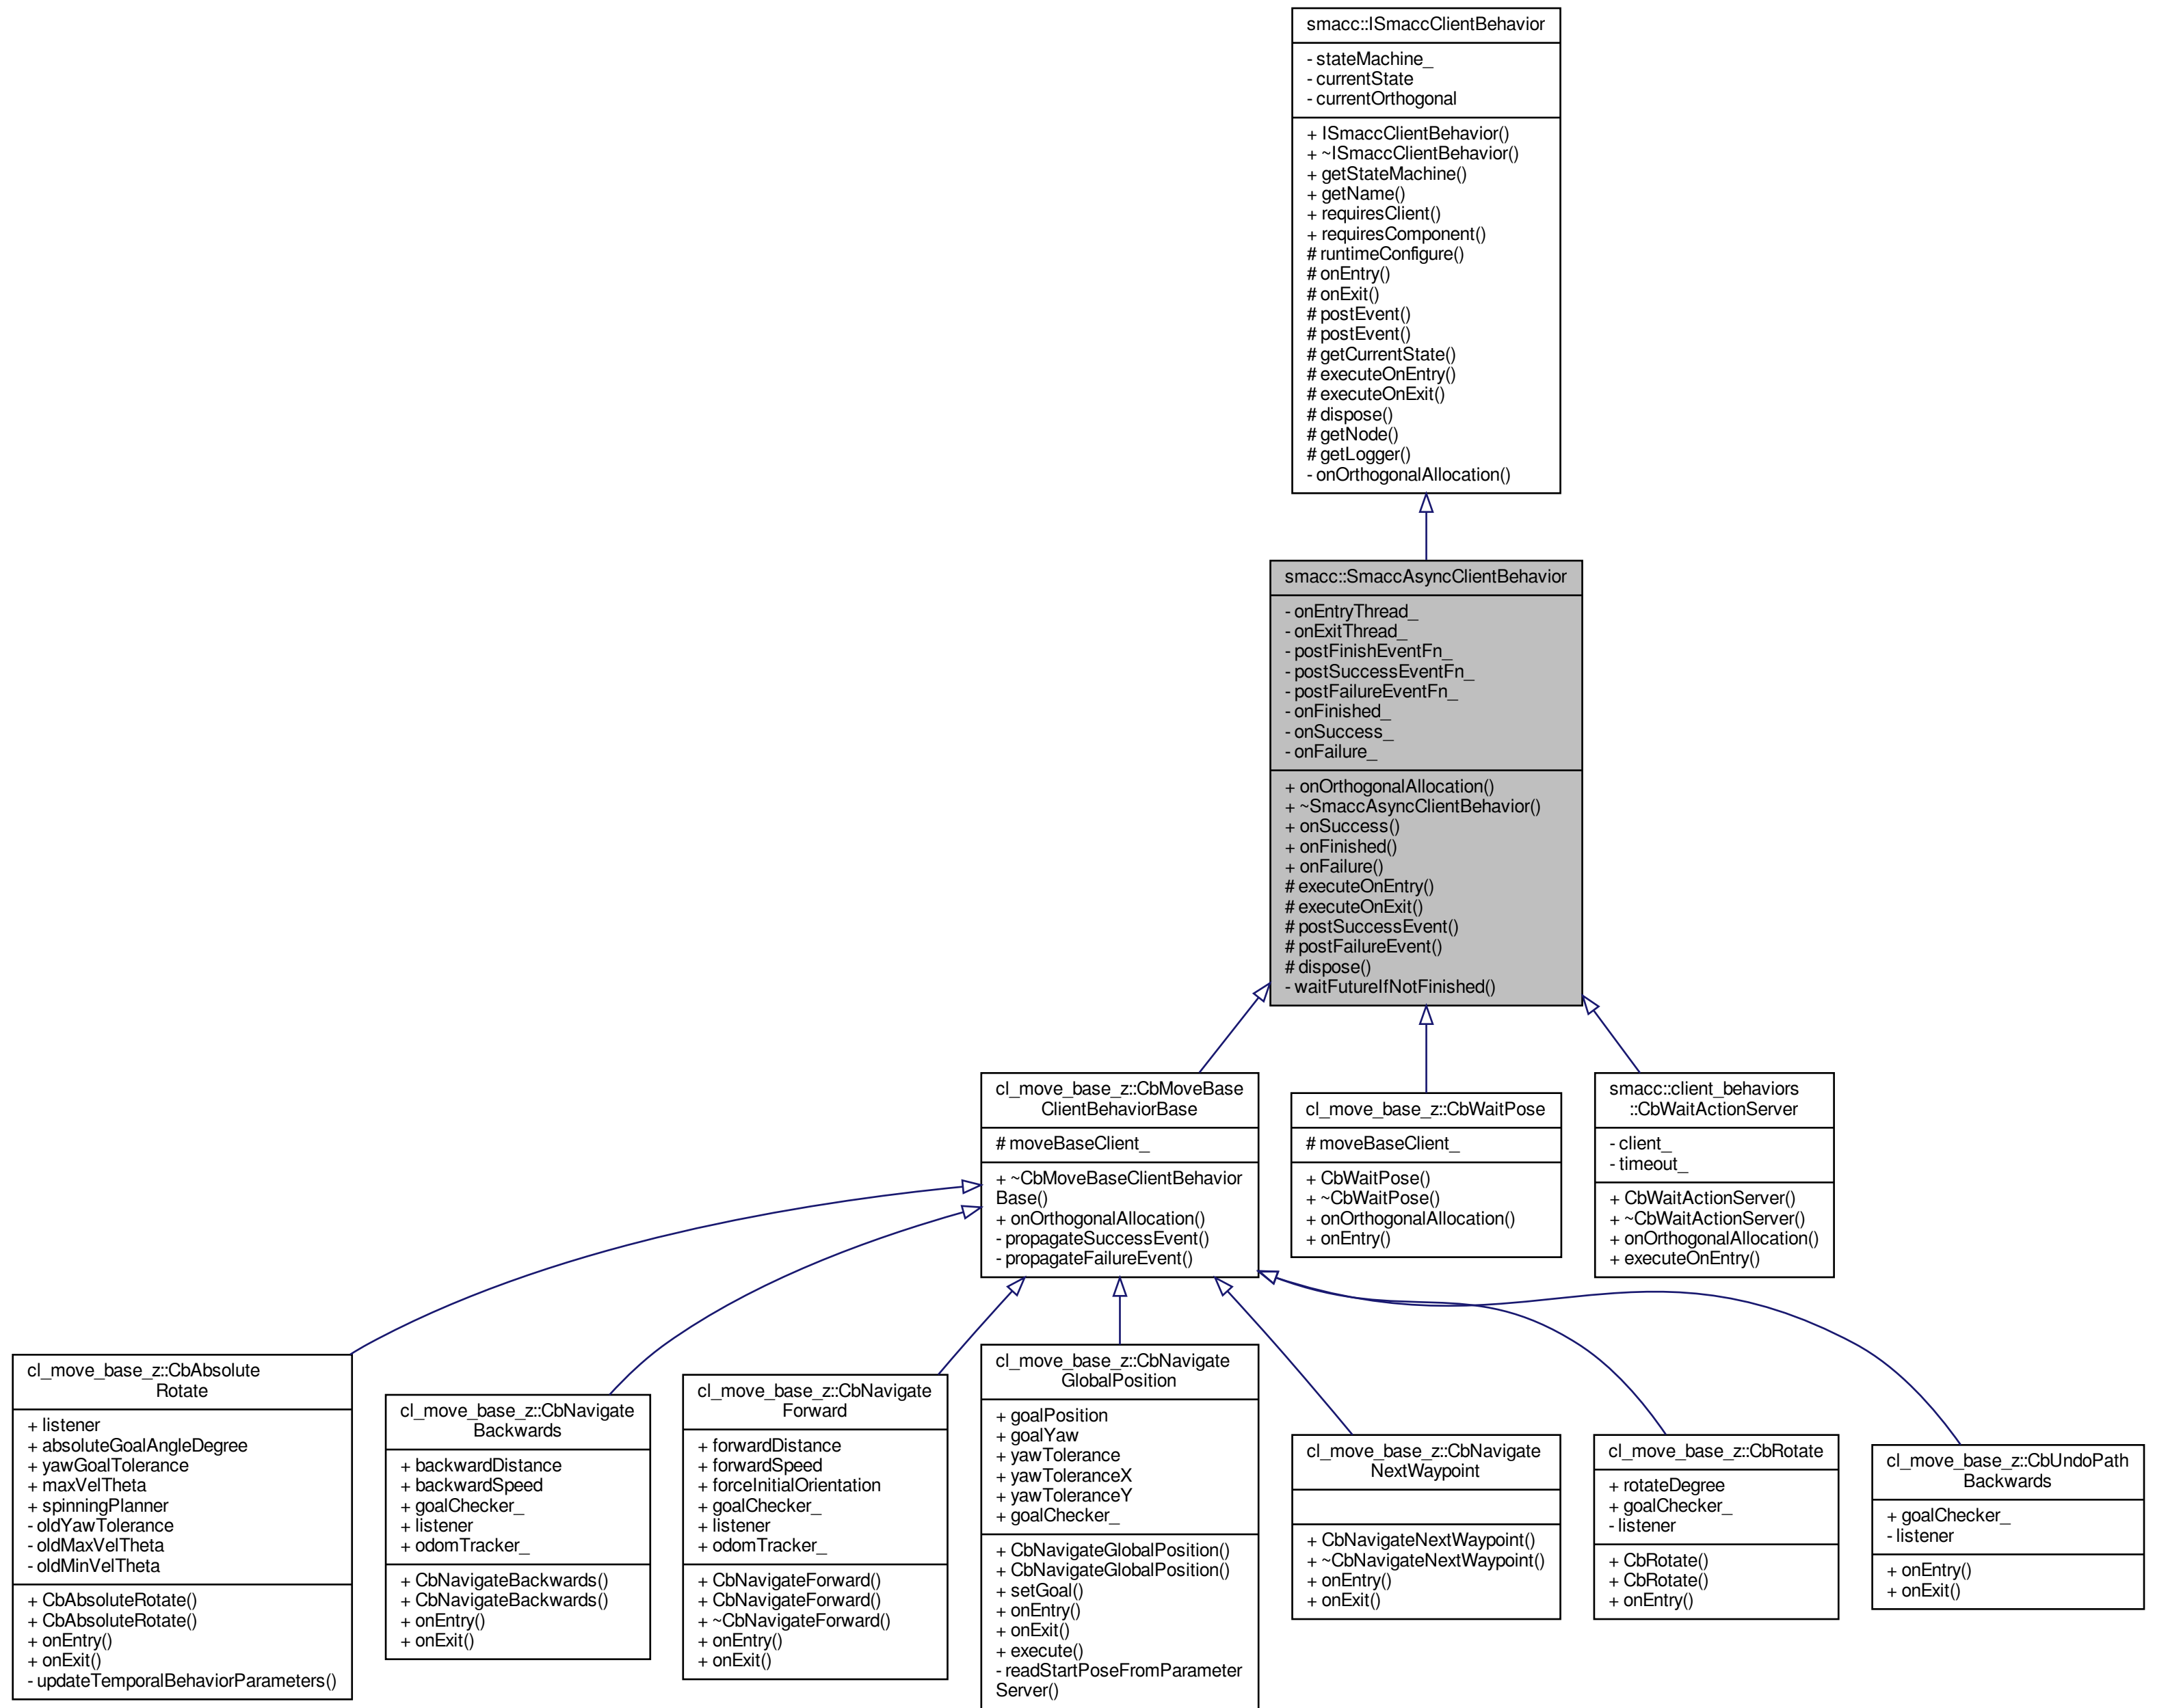 smacc::ISmaccClientBehavior
- stateMachine_
- currentState
- currentOrthogonal
+ ISmaccClientBehavior()
+ ~ISmaccClientBehavior()
+ getStateMachine()
+ getName()
+ requiresClient()
+ requiresComponent()
# runtimeConfigure()
# onEntry()
# onExit()
# postEvent()
# postEvent()
# getCurrentState()
# executeOnEntry()
# executeOnExit()
# dispose()
# getNode()
# getLogger()
- onOrthogonalAllocation()
smacc::SmaccAsyncClientBehavior
- onEntryThread_
- onExitThread_
- postFinishEventFn_
- postSuccessEventFn_
- postFailureEventFn_
- onFinished_
- onSuccess_
- onFailure_
+ onOrthogonalAllocation()
+ ~SmaccAsyncClientBehavior()
+ onSuccess()
+ onFinished()
+ onFailure()
# executeOnEntry()
# executeOnExit()
# postSuccessEvent()
# postFailureEvent()
# dispose()
- waitFutureIfNotFinished()
cl_move_base_z::CbMoveBase
ClientBehaviorBase
# moveBaseClient_
+ ~CbMoveBaseClientBehavior
Base()
+ onOrthogonalAllocation()
- propagateSuccessEvent()
- propagateFailureEvent()
cl_move_base_z::CbWaitPose
# moveBaseClient_
+ CbWaitPose()
+ ~CbWaitPose()
+ onOrthogonalAllocation()
+ onEntry()
smacc::client_behaviors
::CbWaitActionServer
- client_
- timeout_
+ CbWaitActionServer()
+ ~CbWaitActionServer()
+ onOrthogonalAllocation()
+ executeOnEntry()
cl_move_base_z::CbAbsolute
Rotate
+ listener
+ absoluteGoalAngleDegree
+ yawGoalTolerance
+ maxVelTheta
+ spinningPlanner
- oldYawTolerance
- oldMaxVelTheta
- oldMinVelTheta
+ CbAbsoluteRotate()
+ CbAbsoluteRotate()
+ onEntry()
+ onExit()
- updateTemporalBehaviorParameters()
cl_move_base_z::CbNavigate
Backwards
+ backwardDistance
+ backwardSpeed
+ goalChecker_
+ listener
+ odomTracker_
+ CbNavigateBackwards()
+ CbNavigateBackwards()
+ onEntry()
+ onExit()
cl_move_base_z::CbNavigate
Forward
+ forwardDistance
+ forwardSpeed
+ forceInitialOrientation
+ goalChecker_
+ listener
+ odomTracker_
+ CbNavigateForward()
+ CbNavigateForward()
+ ~CbNavigateForward()
+ onEntry()
+ onExit()
cl_move_base_z::CbNavigate
GlobalPosition
+ goalPosition
+ goalYaw
+ yawTolerance
+ yawToleranceX
+ yawToleranceY
+ goalChecker_
+ CbNavigateGlobalPosition()
+ CbNavigateGlobalPosition()
+ setGoal()
+ onEntry()
+ onExit()
+ execute()
- readStartPoseFromParameter
Server()
cl_move_base_z::CbNavigate
NextWaypoint
+ CbNavigateNextWaypoint()
+ ~CbNavigateNextWaypoint()
+ onEntry()
+ onExit()
cl_move_base_z::CbRotate
+ rotateDegree
+ goalChecker_
- listener
+ CbRotate()
+ CbRotate()
+ onEntry()
cl_move_base_z::CbUndoPath
Backwards
+ goalChecker_
- listener
+ onEntry()
+ onExit()